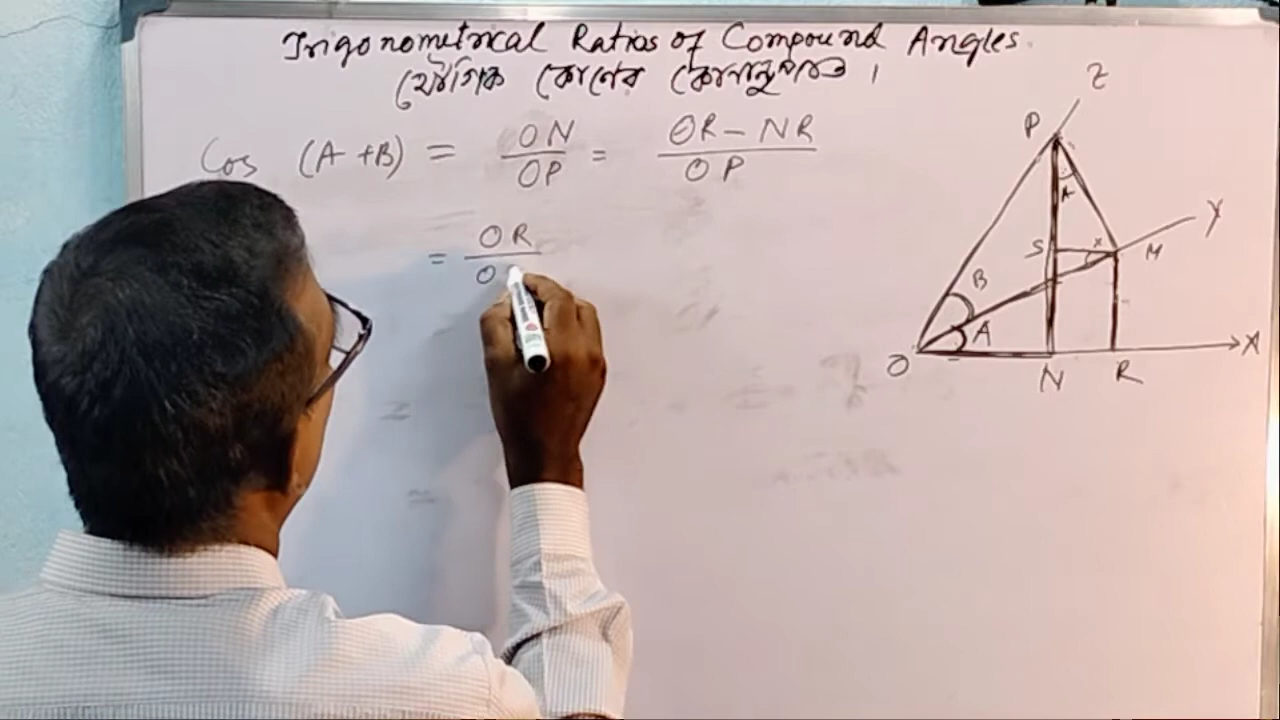 Trigonometrical Ratios of Compound Angles.
যৌগিক কোণের কোনানুপাত ।
Cos (A+B) = ON/OP = OR - NR/OP
= OR/O
Z
P
A
Y
S
x
M
B
A
O
N
R
X